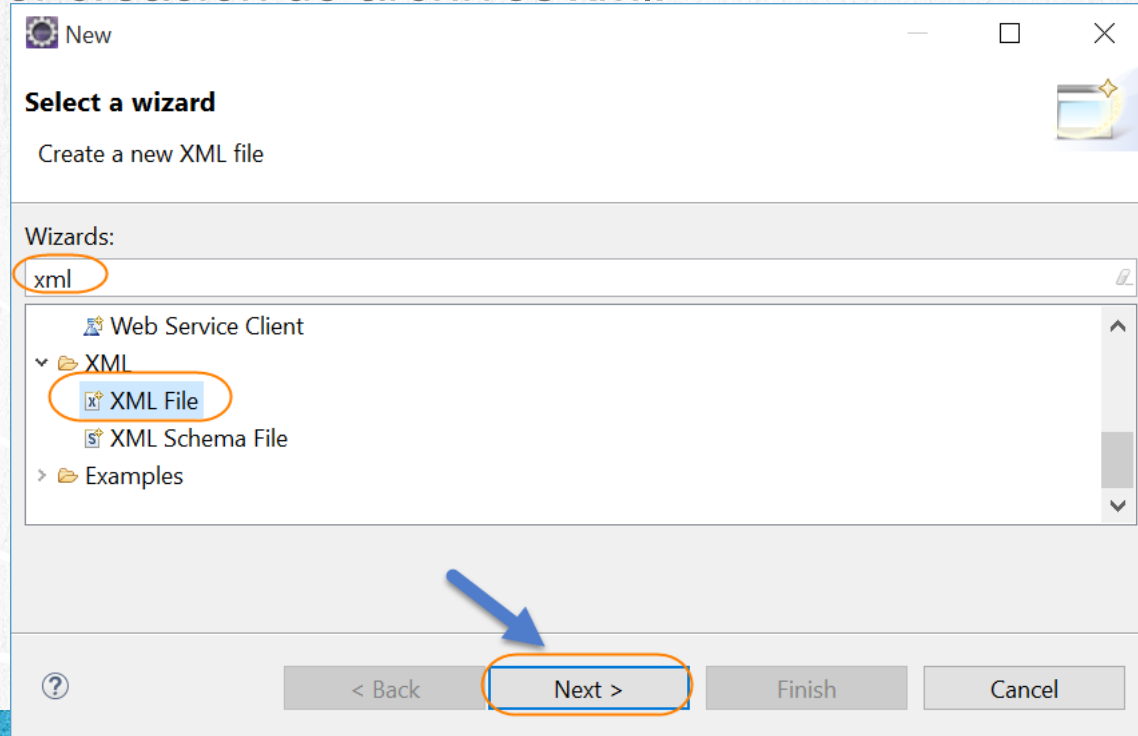 New
Select a wizard
Create a new XML file
Wizards:
xml
Web Service Client
XML
XML File
XML Schema File
Examples
< Back Next > Finish Cancel